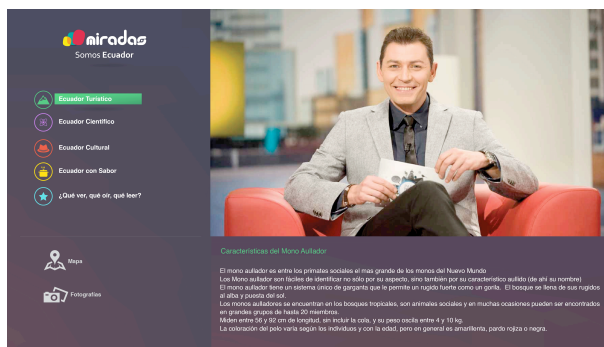 miradas
Somos Ecuador
Ecuador Turístico
Ecuador Científico
Ecuador Cultural
Ecuador con Sabor
¿Qué ver, qué oír, qué leer?
Mapa
Fotografías
Características del Mono Aullador
El mono aullador es entre los primates sociales el mas grande de los monos del Nuevo Mundo
Los Mono aullador son fáciles de identificar no sólo por su aspecto, sino también por su característico aullido (de ahí su nombre)
El mono aullador tiene un sistema único de garganta que le permite un rugido fuerte como un gorila. El bosque se llena de sus rugidos
al alba y puesta del sol.
Los monos aulladores se encuentran en los bosques tropicales, son animales sociales y en muchas ocasiones pueden ser encontrados
en grandes grupos de hasta 20 miembros.
Miden entre 56 y 92 cm de longitud, sin incluir la cola, y su peso oscila entre 4 y 10 kg.
La coloración del pelo varía según los individuos y con la edad, pero en general es amarillenta, pardo rojiza o negra.